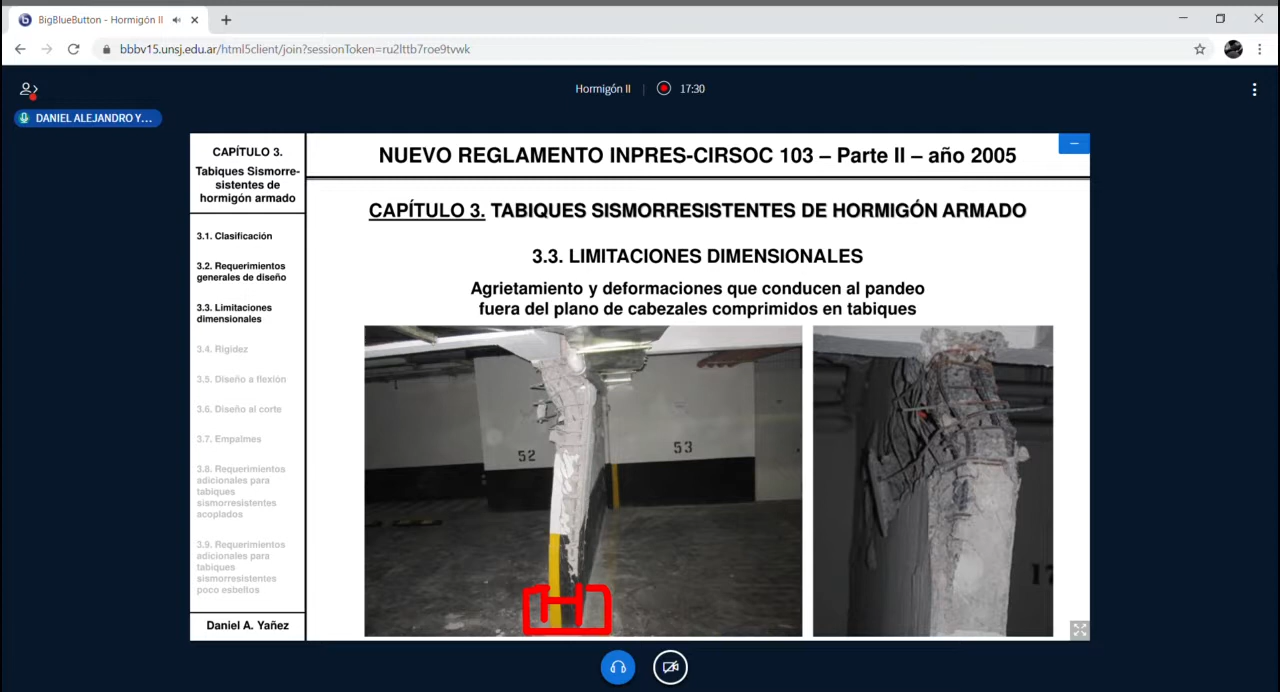 BigBlueButton - Hormigón II
bbbv15.unsj.edu.ar/html5client/join?sessionToken=ru2lttb7roe9tvwk
Hormigón II
17:30
DANIEL ALEJANDRO Y...
CAPÍTULO 3.
Tabiques Sismorre-
sistentes de
hormigón armado
3.1. Clasificación
3.2. Requerimientos
generales de diseño
3.3. Limitaciones
dimensionales
3.4. Rigidez
3.5. Diseño a flexión
3.6. Diseño al corte
3.7. Empalmes
3.8. Requerimientos
adicionales para
tabiques
sismorresistentes
acoplados
3.9. Requerimientos
adicionales para
tabiques
sismorresistentes
poco esbeltos
Daniel A. Yañez
NUEVO REGLAMENTO INPRES-CIRSOC 103 – Parte II – año 2005
CAPÍTULO 3. TABIQUES SISMORRESISTENTES DE HORMIGÓN ARMADO
3.3. LIMITACIONES DIMENSIONALES
Agrietamiento y deformaciones que conducen al pandeo
fuera del plano de cabezales comprimidos en tabiques
52
53